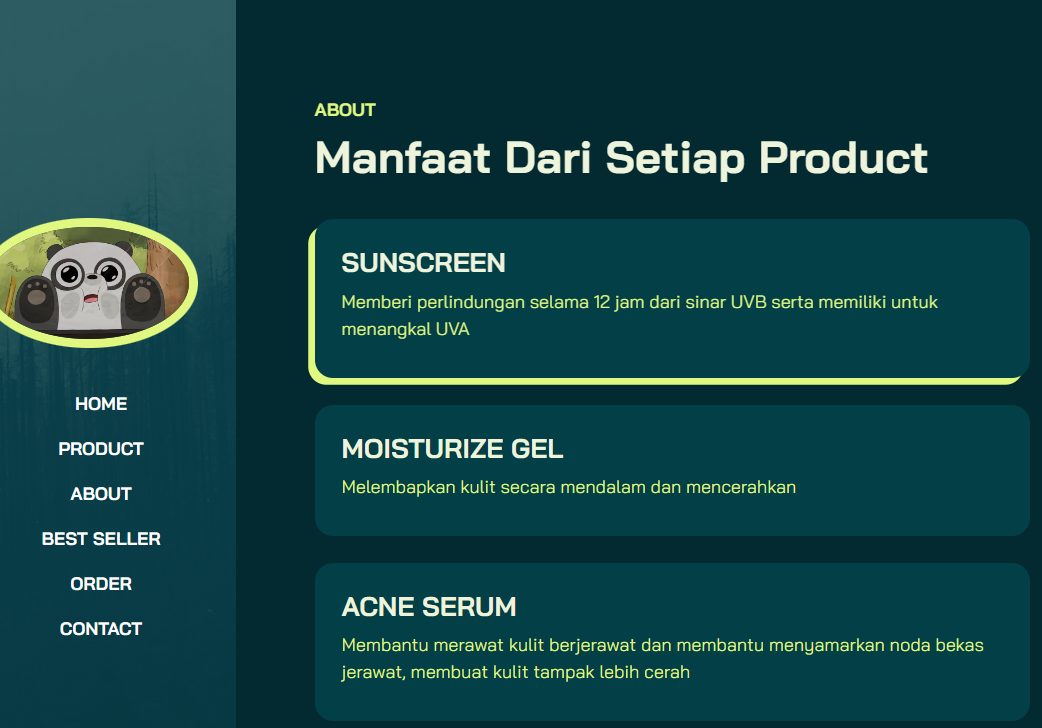 HOME
PRODUCT
ABOUT
BEST SELLER
ORDER
CONTACT
ABOUT
Manfaat Dari Setiap Product
SUNSCREEN
Memberi perlindungan selama 12 jam dari sinar UVB serta memiliki untuk
menangkal UVA
MOISTURIZE GEL
Melembapkan kulit secara mendalam dan mencerahkan
ACNE SERUM
Membantu merawat kulit berjerawat dan membantu menyamarkan noda bekas
jerawat, membuat kulit tampak lebih cerah